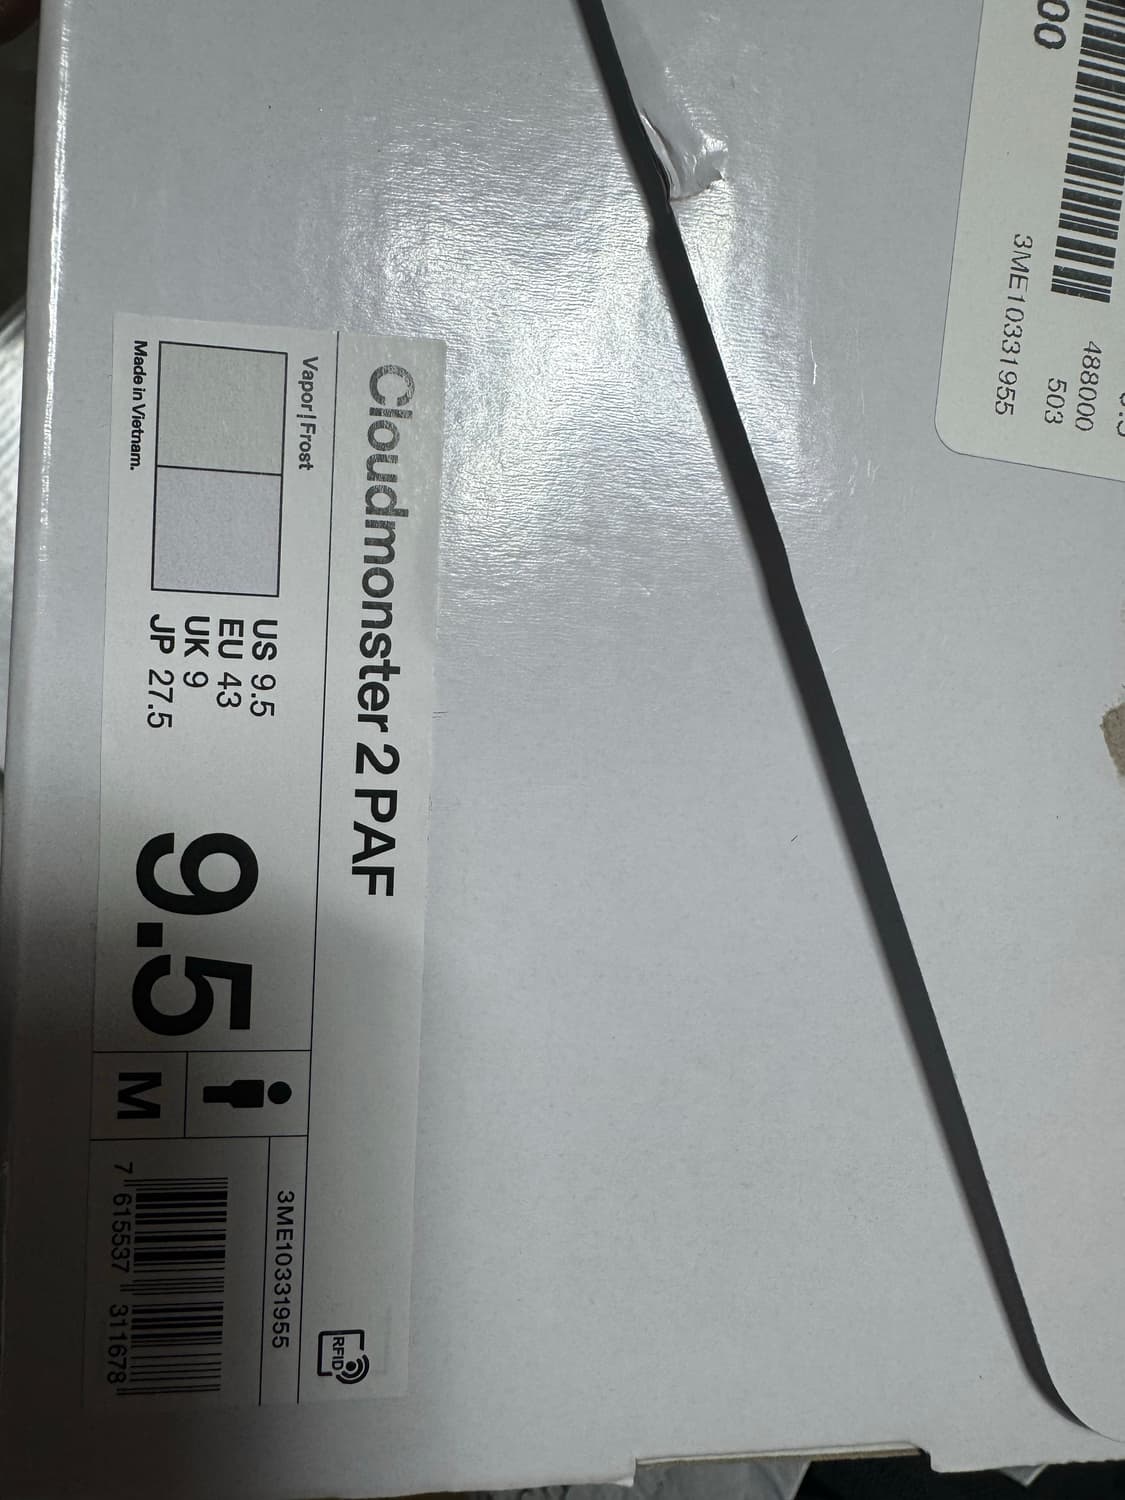 Cloudmonster 2 PAF
Vapor | Frost
Made in Vietnam.
US 9.5
EU 43
UK 9
JP 27.5
9.5
M
3ME10331955
RFID
7 615537 311678
00
3ME10331955
488000
503